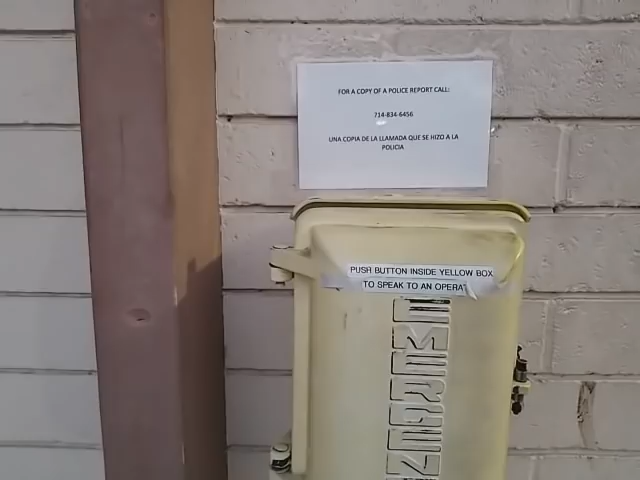 FOR A COPY OF A POLICE REPORT CALL:
714-834-6456
UNA COPIA DE LA LLAMADA QUE SE HIZO A LA
POLICIA
PUSH BUTTON INSIDE YELLOW BOX
TO SPEAK TO AN OPERAT
EMERGEN